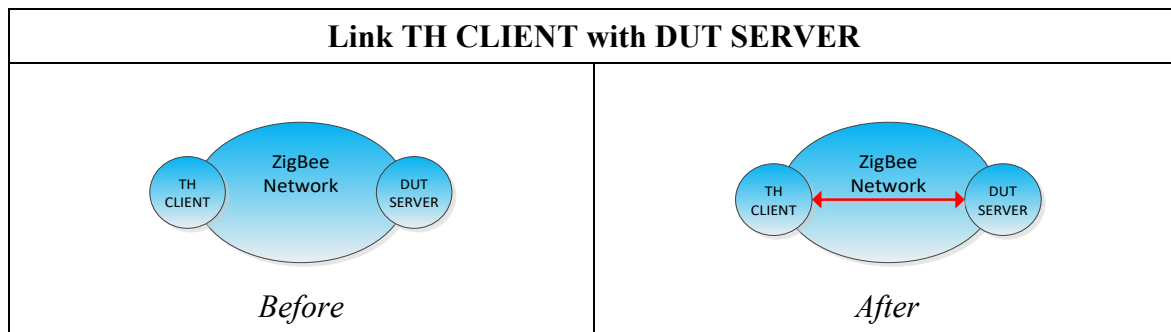 Link TH CLIENT with DUT SERVER
ZigBee
Network
TH
CLIENT
DUT
SERVER
Before
ZigBee
Network
TH
CLIENT
DUT
SERVER
After